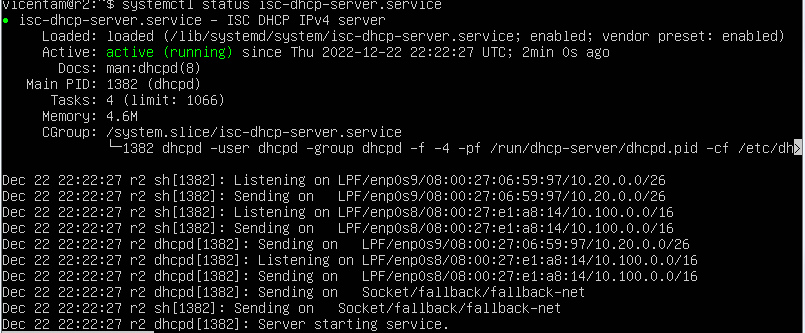 vicentam@r2:~$ systemctl status isc-dhcp-server.service
● isc-dhcp-server.service - ISC DHCP IPv4 server
Loaded: loaded (/lib/systemd/system/isc-dhcp-server.service; enabled; vendor preset: enabled)
Active: active (running) since Thu 2022-12-22 22:22:27 UTC; 2min 0s ago
Docs: man:dhcpd(8)
Main PID: 1382 (dhcpd)
Tasks: 4 (limit: 1066)
Memory: 4.6M
CGroup: /system.slice/isc-dhcp-server.service
└─1382 dhcpd -user dhcpd -group dhcpd -f -4 -pf /run/dhcp-server/dhcpd.pid -cf /etc/dh>
Dec 22 22:22:27 r2 sh[1382]: Listening on LPF/enp0s9/08:00:27:06:59:97/10.20.0.0/26
Dec 22 22:22:27 r2 sh[1382]: Sending on   LPF/enp0s9/08:00:27:06:59:97/10.20.0.0/26
Dec 22 22:22:27 r2 sh[1382]: Listening on LPF/enp0s8/08:00:27:e1:a8:14/10.100.0.0/16
Dec 22 22:22:27 r2 sh[1382]: Sending on   LPF/enp0s8/08:00:27:e1:a8:14/10.100.0.0/16
Dec 22 22:22:27 r2 dhcpd[1382]: Sending on   LPF/enp0s9/08:00:27:06:59:97/10.20.0.0/26
Dec 22 22:22:27 r2 dhcpd[1382]: Listening on LPF/enp0s8/08:00:27:e1:a8:14/10.100.0.0/16
Dec 22 22:22:27 r2 dhcpd[1382]: Sending on   LPF/enp0s8/08:00:27:e1:a8:14/10.100.0.0/16
Dec 22 22:22:27 r2 dhcpd[1382]: Sending on   Socket/fallback/fallback-net
Dec 22 22:22:27 r2 sh[1382]: Sending on   Socket/fallback/fallback-net
Dec 22 22:22:27 r2 dhcpd[1382]: Server starting service.